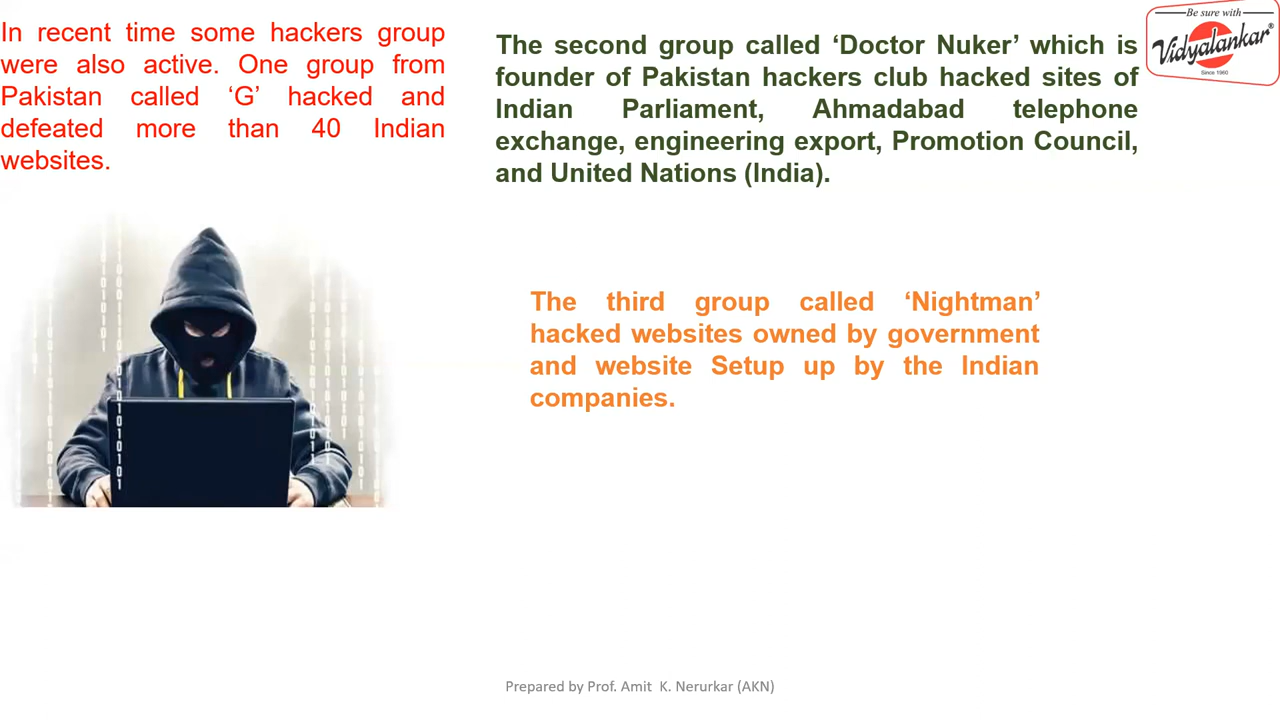 In recent time some hackers group
were also active. One group from
Pakistan called ‘G’ hacked and
defeated more than 40 Indian
websites.
The second group called ‘Doctor Nuker’ which is
founder of Pakistan hackers club hacked sites of
Indian Parliament, Ahmadabad telephone
exchange, engineering export, Promotion Council,
and United Nations (India).
Be sure with
Vidyalankar®
Since 1960
The third group called ‘Nightman’
hacked websites owned by government
and website Setup up by the Indian
companies.
Prepared by Prof. Amit K. Nerurkar (AKN)